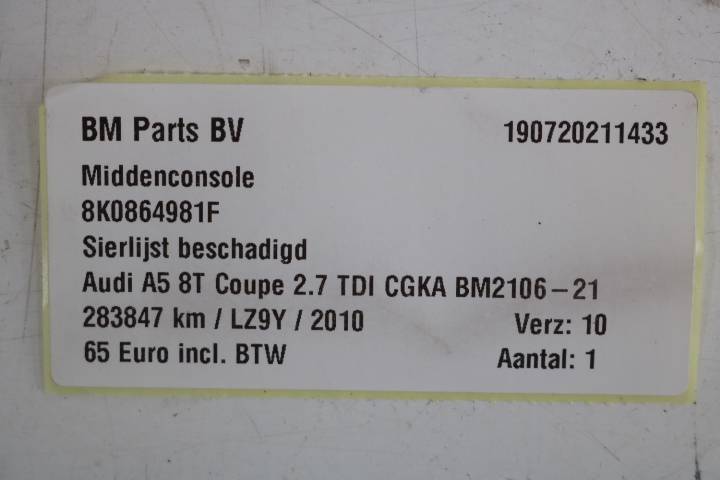 BM Parts BV 190720211433
Middenconsole
8K0864981F
Sierlijst beschadigd
Audi A5 8T Coupe 2.7 TDI CGKA BM2106-21
283847 km / LZ9Y / 2010 Verz: 10
65 Euro incl. BTW Aantal: 1